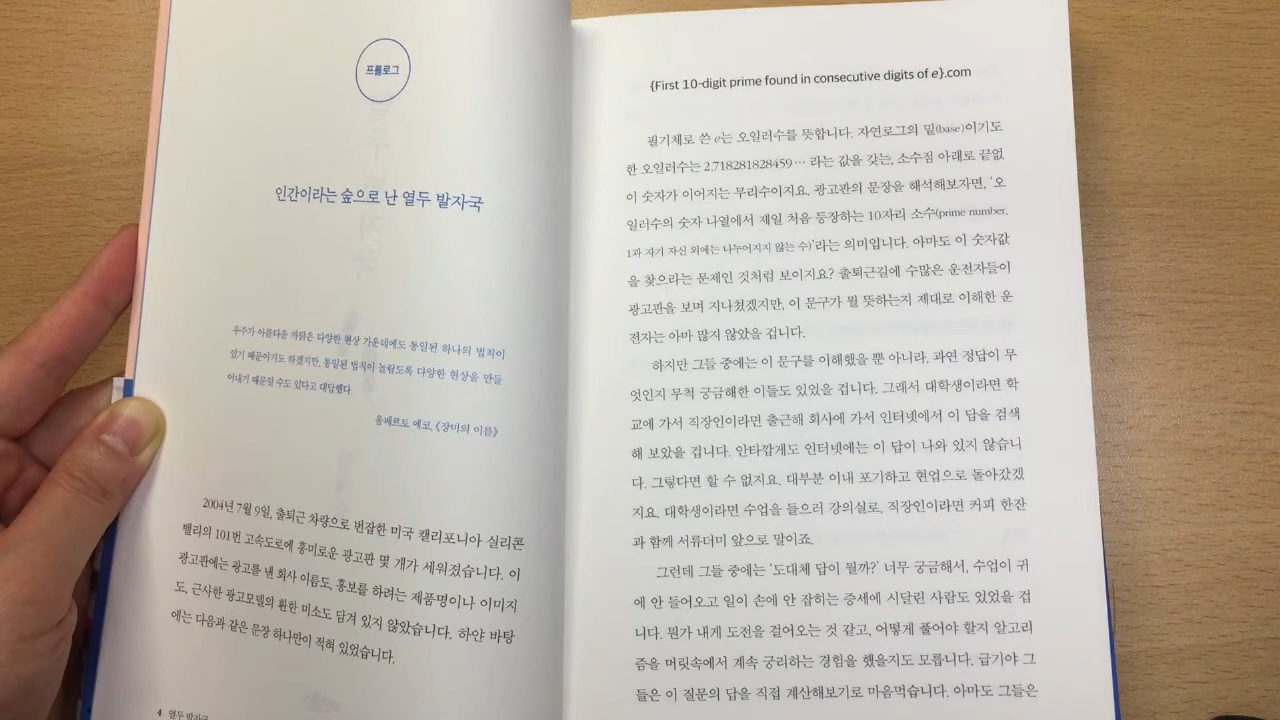 프롤로그
인간이라는 숲으로 난 열두 발자국
우주가 아름다운 까닭은 다양한 현상 가운데에도 통일된 하나의 법칙이
있기 때문이기도 하겠지만, 통일된 법칙이 놀랍도록 다양한 현상을 만들
어내기 때문일 수도 있다고 대답했다.
움베르토 에코, 《장미의 이름》
2004년 7월 9일, 출퇴근 차량으로 번잡한 미국 캘리포니아 실리콘
밸리의 101번 고속도로에 흥미로운 광고판 몇 개가 세워졌습니다. 이
광고판에는 광고를 낸 회사 이름도, 홍보를 하려는 제품명이나 이미지
도, 근사한 광고모델의 환한 미소도 담겨 있지 않았습니다. 하얀 바탕
에는 다음과 같은 문장 하나만이 적혀 있었습니다.
4 열두 발자국
{First 10-digit prime found in consecutive digits of e}.com
필기체로 쓴 e는 오일러수를 뜻합니다. 자연로그의 밑(base)이기도
한 오일러수는 2.718281828459… 라는 값을 갖는, 소수점 아래로 끝없
이 숫자가 이어지는 무리수이지요. 광고판의 문장을 해석해보자면, '오
일러수의 숫자 나열에서 제일 처음 등장하는 10자리 소수(prime number,
1과 자기 자신 외에는 나누어지지 않는 수)'라는 의미입니다. 아마도 이 숫자값
을 찾으라는 문제인 것처럼 보이지요? 출퇴근길에 수많은 운전자들이
광고판을 보며 지나쳤겠지만, 이 문구가 뭘 뜻하는지 제대로 이해한 운
전자는 아마 많지 않았을 겁니다.
하지만 그들 중에는 이 문구를 이해했을 뿐 아니라, 과연 정답이 무
엇인지 무척 궁금해한 이들도 있었을 겁니다. 그래서 대학생이라면 학
교에 가서 직장인이라면 출근해 회사에 가서 인터넷에서 이 답을 검색
해 보았을 겁니다. 안타깝게도 인터넷에는 이 답이 나와 있지 않습니
다. 그렇다면 할 수 없지요. 대부분 이내 포기하고 현업으로 돌아갔겠
지요. 대학생이라면 수업을 들으러 강의실로, 직장인이라면 커피 한잔
과 함께 서류더미 앞으로 말이죠.
그런데 그들 중에는 '도대체 답이 뭘까?' 너무 궁금해서, 수업이 귀
에 안 들어오고 일이 손에 안 잡히는 증세에 시달린 사람도 있었을 겁
니다. 뭔가 내게 도전을 걸어오는 것 같고, 어떻게 풀어야 할지 알고리
즘을 머릿속에서 계속 궁리하는 경험을 했을지도 모릅니다. 급기야 그
들은 이 질문의 답을 직접 계산해보기로 마음먹습니다. 아마도 그들은